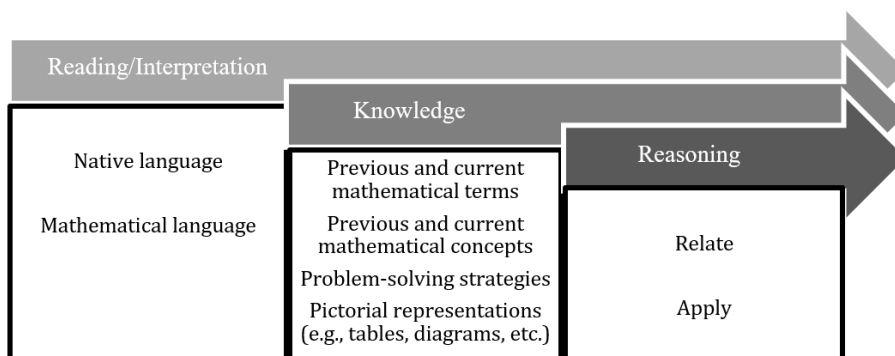 Reading/Interpretation
Native language
Mathematical language
Knowledge
Previous and current
mathematical terms
Previous and current
mathematical concepts
Problem-solving strategies
Pictorial representations
(e.g., tables, diagrams, etc.)
Reasoning
Relate
Apply